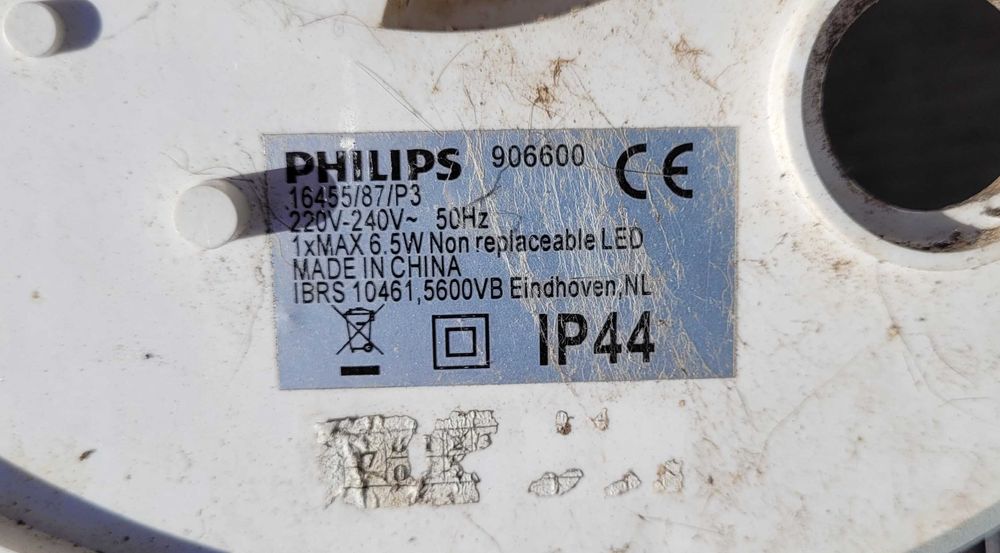 PHILIPS 906600 CE
16455/87/P3
220V-240V~ 50Hz
1xMAX 6.5W Non replaceable LED
MADE IN CHINA
IBRS 10461,5600VB Eindhoven,NL
IP44